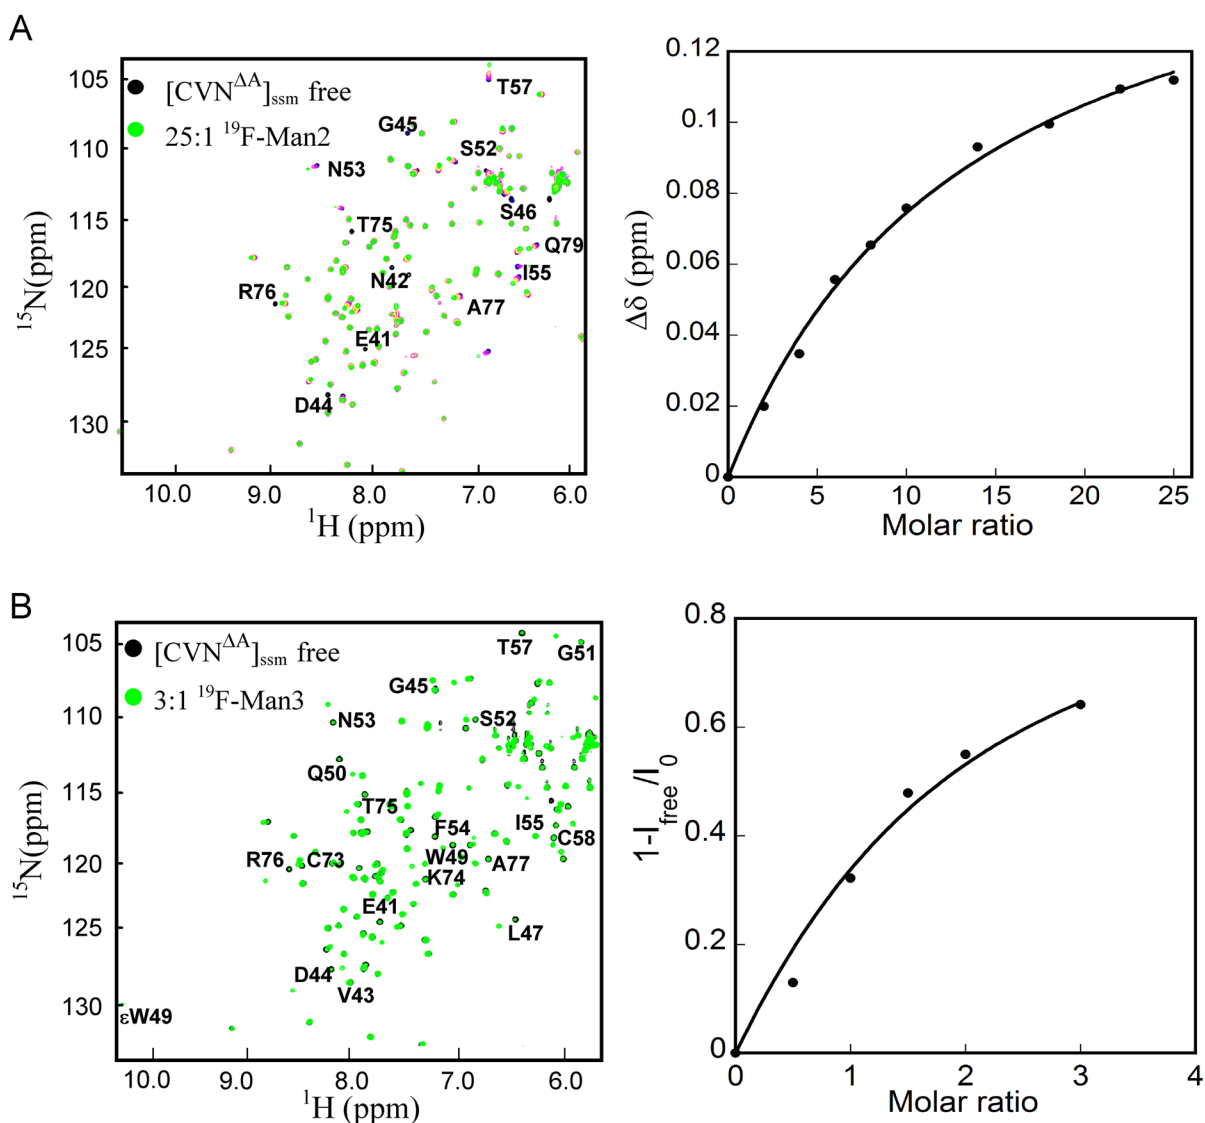 A
[CVNΔA]ssm free
25:1 19F-Man2
T57
G45
S52
N53
S46
T75
Q79
N42
I55
R76
A77
E41
D44
105
110
115
120
125
130
15N(ppm)
10.0 9.0 8.0 7.0 6.0
1H (ppm)
0.12
0.1
0.08
0.06
0.04
0.02
0
Δδ (ppm)
0 5 10 15 20 25
Molar ratio
B
[CVNΔA]ssm free
3:1 19F-Man3
T57
G51
G45
N53
S52
Q50
T75
I55
F54
C58
R76
C73
W49
A77
K74
E41
L47
D44
V43
εW49
105
110
115
120
125
130
15N(ppm)
10.0 9.0 8.0 7.0 6.0
1H (ppm)
0.8
0.6
0.4
0.2
0
1-Ifree/I0
0 1 2 3 4
Molar ratio